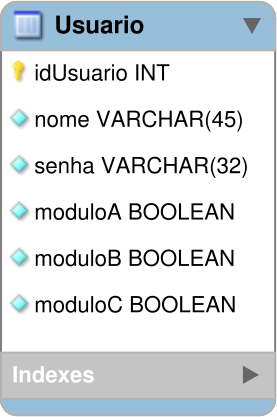 Usuario
idUsuario INT
nome VARCHAR(45)
senha VARCHAR(32)
moduloA BOOLEAN
moduloB BOOLEAN
moduloC BOOLEAN
Indexes